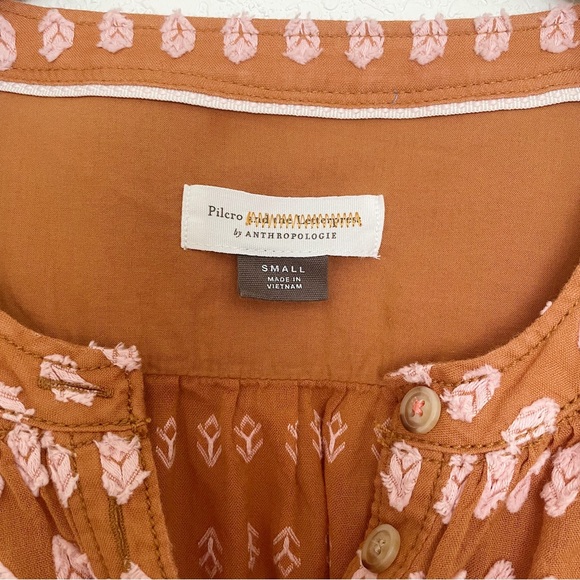 Pilcro and the Letterpress
by ANTHROPOLOGIE
SMALL
MADE IN
VIETNAM